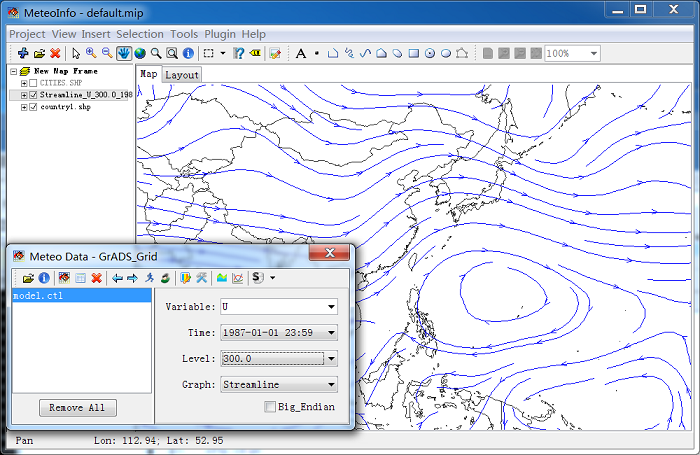 MeteoInfo - default.mip
Project View Insert Selection Tools Plugin Help
A
100%
New Map Frame
CITIES.SHP
Streamline_U_300.0_198
country1.shp
Map Layout
Meteo Data - GrADS_Grid
S
model.ctl
Variable: U
Time: 1987-01-01 23:59
Level: 300.0
Graph: Streamline
Big_Endian
Remove All
Pan Lon: 112.94; Lat: 52.95